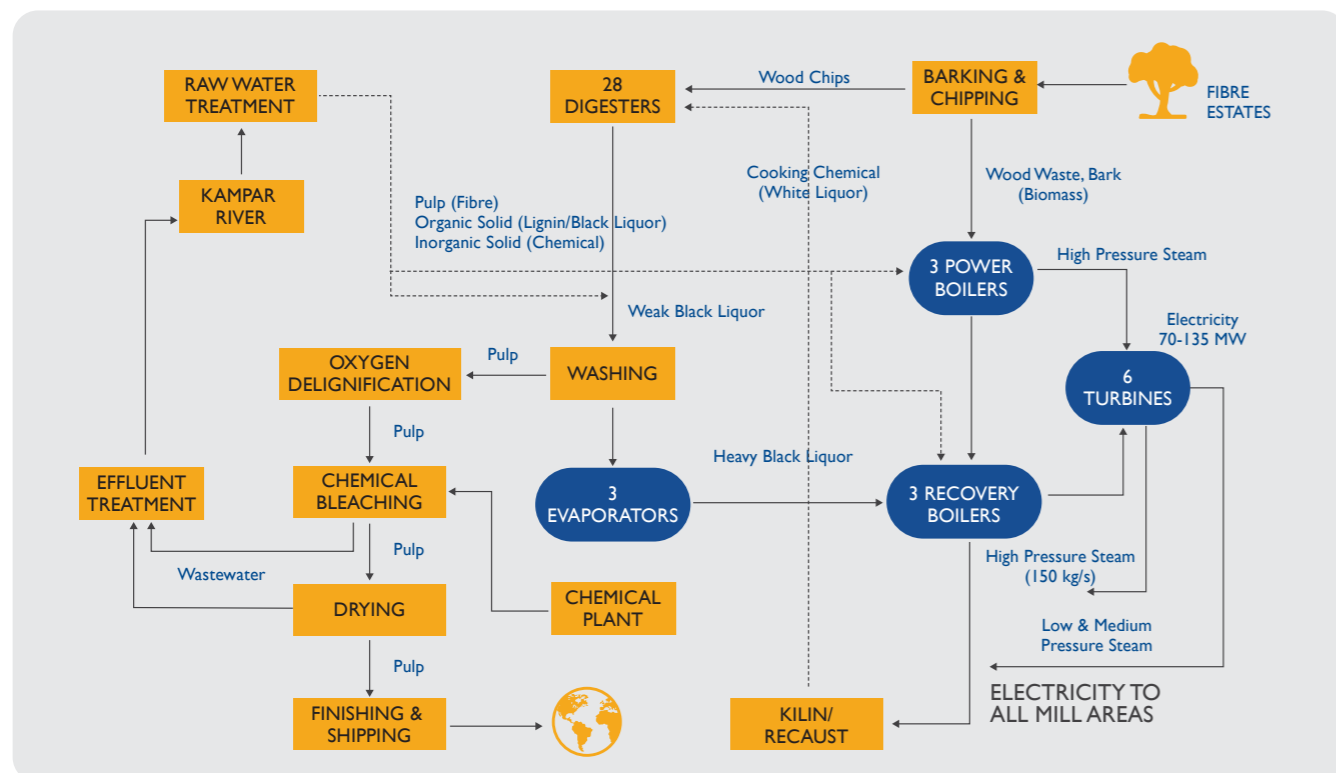 RAW WATER
TREATMENT
28
DIGESTERS
Wood Chips
BARKING &
CHIPPING
FIBRE
ESTATES
KAMPAR
RIVER
Cooking Chemical
(White Liquor)
Wood Waste, Bark
(Biomass)
Pulp (Fibre)
Organic Solid (Lignin/Black Liquor)
Inorganic Solid (Chemical)
3 POWER
BOILERS
High Pressure Steam
Weak Black Liquor
Electricity
70-135 MW
OXYGEN
DELIGNIFICATION
Pulp
WASHING
6
TURBINES
Pulp
EFFLUENT
TREATMENT
CHEMICAL
BLEACHING
3
EVAPORATORS
Heavy Black Liquor
3 RECOVERY
BOILERS
Pulp
Wastewater
High Pressure Steam
(150 kg/s)
DRYING
CHEMICAL
PLANT
Low & Medium
Pressure Steam
Pulp
FINISHING &
SHIPPING
KILIN/
RECAUST
ELECTRICITY TO
ALL MILL AREAS